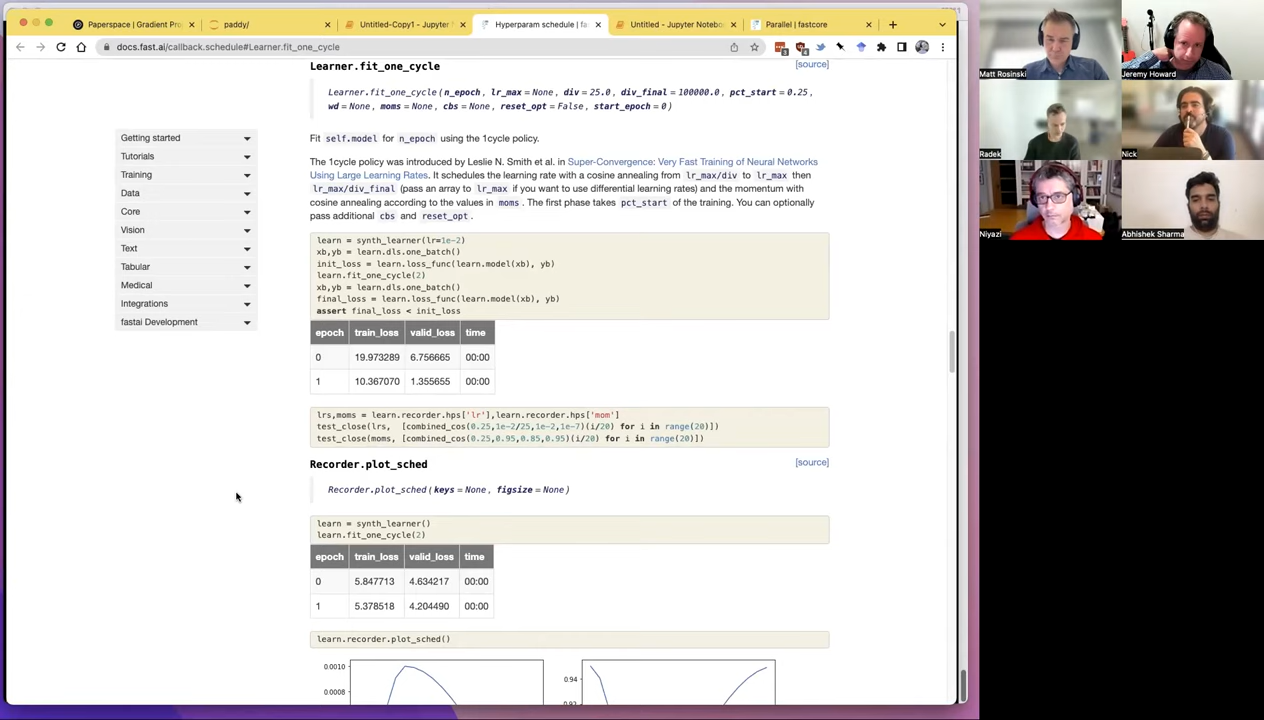 Paperspace | Gradient Pro
paddy/
Untitled-Copy1 - Jupyter N
Hyperparam schedule | fas
Untitled - Jupyter Notebo
Parallel | fastcore
docs.fast.ai/callback.schedule#Learner.fit_one_cycle
Learner.fit_one_cycle
[source]
Learner.fit_one_cycle(n_epoch, lr_max=None, div=25.0, div_final=100000.0, pct_start=0.25,
wd=None, moms=None, cbs=None, reset_opt=False, start_epoch=0)
Fit self.model for n_epoch using the 1cycle policy.
The 1cycle policy was introduced by Leslie N. Smith et al. in Super-Convergence: Very Fast Training of Neural Networks
Using Large Learning Rates. It schedules the learning rate with a cosine annealing from lr_max/div to lr_max then
lr_max/div_final (pass an array to lr_max if you want to use differential learning rates) and the momentum with
cosine annealing according to the values in moms. The first phase takes pct_start of the training. You can optionally
pass additional cbs and reset_opt.
learn = synth_learner(lr=1e-2)
xb,yb = learn.dls.one_batch()
init_loss = learn.loss_func(learn.model(xb), yb)
learn.fit_one_cycle(2)
xb,yb = learn.dls.one_batch()
final_loss = learn.loss_func(learn.model(xb), yb)
assert final_loss < init_loss
epoch train_loss valid_loss time
0 19.973289 6.756665 00:00
1 10.367070 1.355655 00:00
lrs,moms = learn.recorder.hps['lr'],learn.recorder.hps['mom']
test_close(lrs, [combined_cos(0.25,1e-2/25,1e-2,1e-7)(i/20) for i in range(20)])
test_close(moms, [combined_cos(0.25,0.95,0.85,0.95)(i/20) for i in range(20)])
Recorder.plot_sched
[source]
Recorder.plot_sched(keys=None, figsize=None)
learn = synth_learner()
learn.fit_one_cycle(2)
epoch train_loss valid_loss time
0 5.847713 4.634217 00:00
1 5.378518 4.204490 00:00
learn.recorder.plot_sched()
0.0010
0.0008
0.94
0.92
Getting started
Tutorials
Training
Data
Core
Vision
Text
Tabular
Medical
Integrations
fastai Development
Matt Rosinski
Jeremy Howard
Radek
Nick
Niyazi
Abhishek Sharma